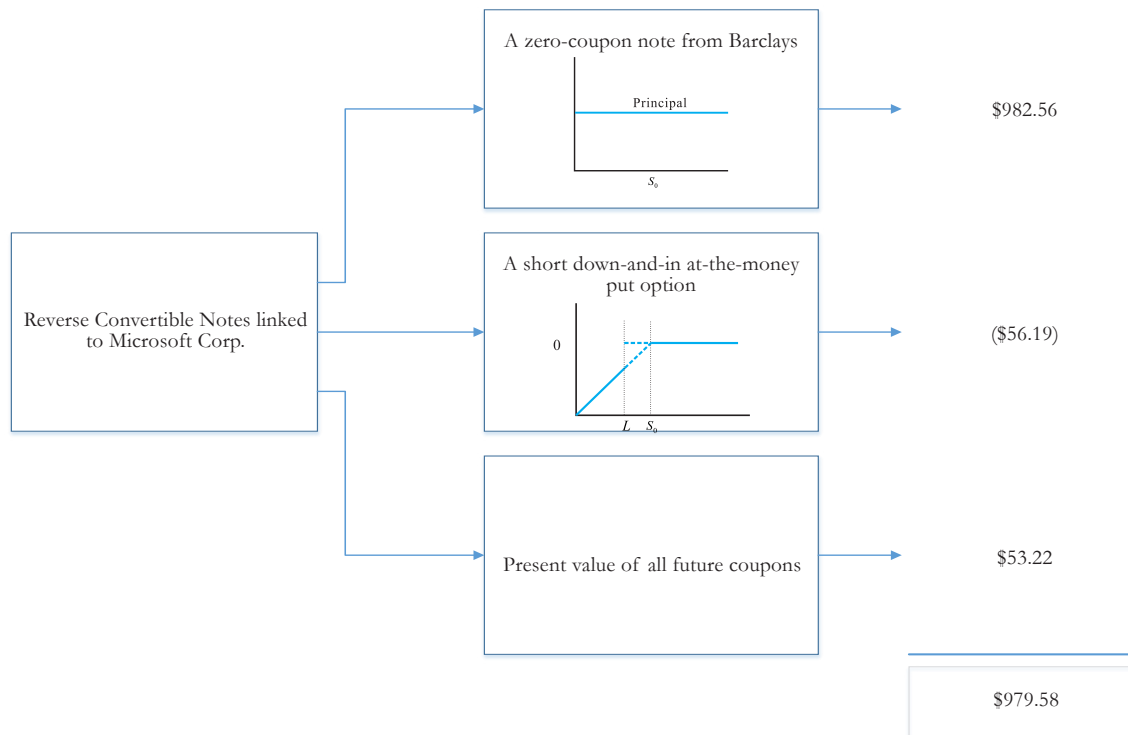 A zero-coupon note from Barclays
Principal
S₀
$982.56
Reverse Convertible Notes linked
to Microsoft Corp.
A short down-and-in at-the-money
put option
0
L S₀
($56.19)
Present value of all future coupons
$53.22
$979.58